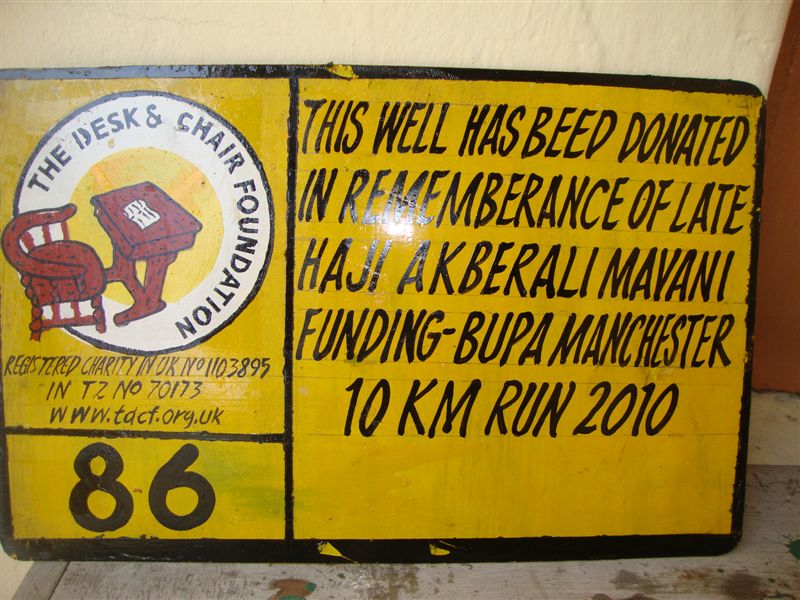 THE DESK & CHAIR FOUNDATION
REGISTERED CHARITY IN UK Nº 1103895
IN TZ Nº 70173
www.tdcf.org.uk
86
THIS WELL HAS BEED DONATED
IN REMEMBERANCE OF LATE
HAJI AKBERALI MAVANI
FUNDING-BUPA MANCHESTER
10 KM RUN 2010